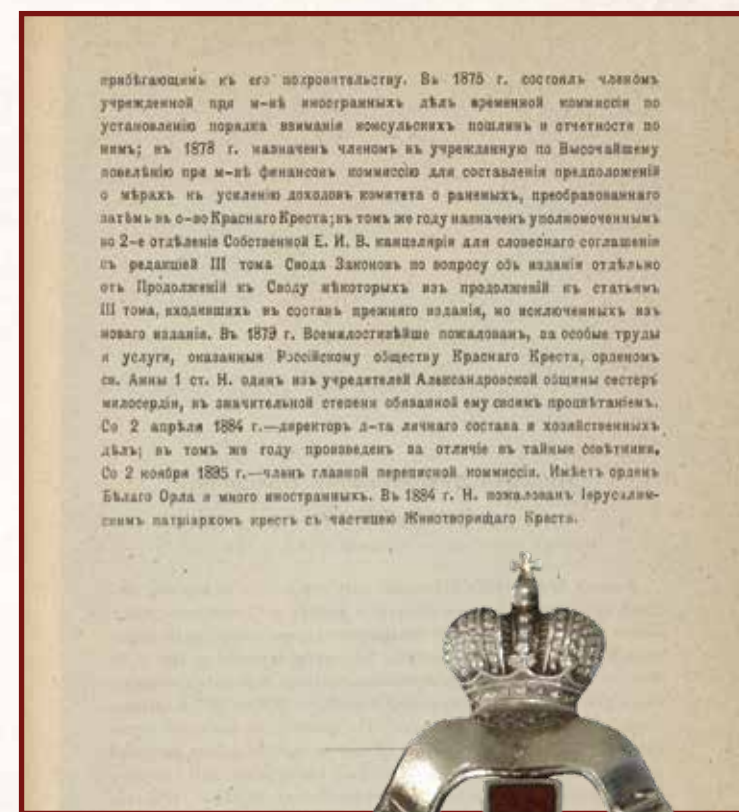 прибѣгающимъ къ его покровительству. Въ 1875 г. состоялъ членомъ
учрежденной при м-вѣ иностранныхъ дѣлъ временной коммиссіи по
установленію порядка взиманія консульскихъ пошлинъ и отчетности по
нимъ; въ 1878 г. назначенъ членомъ въ учрежденную по Высочайшему
повелѣнію при м-вѣ финансовъ коммиссію для составленія предположеній
о мѣрахъ къ усиленію доходовъ комитета о раненыхъ, преобразованнаго
затѣмъ въ о-во Краснаго Креста; въ томъ же году назначенъ уполномоченнымъ
во 2-е отдѣленіе Собственной Е. И. В. канцеляріи для словеснаго соглашенія
съ редакціей III тома Свода Законовъ по вопросу объ изданіи отдѣльно
отъ Продолженій къ Своду нѣкоторыхъ изъ продолженій къ статьямъ
III тома, входившихъ въ составъ прежняго изданія, но исключенныхъ изъ
новаго изданія. Въ 1879 г. Всемилостивѣйше пожалованъ, за особые труды
и услуги, оказанныя Россійскому обществу Краснаго Креста, орденомъ
св. Анны 1 ст. Н. одинъ изъ учредителей Александровской общины сестеръ
милосердія, въ значительной степени обязанной ему своимъ процвѣтаніемъ.
Со 2 апрѣля 1884 г.—директоръ д-та личнаго состава и хозяйственныхъ
дѣлъ; въ томъ же году произведенъ за отличіе въ тайные совѣтники.
Со 2 ноября 1895 г.—членъ главной переписной коммиссіи. Имѣетъ орденъ
Бѣлаго Орла и много иностранныхъ. Въ 1884 г. Н. пожалованъ Іерусалим-
скимъ патріархомъ крестъ съ частицею Животворящаго Креста.